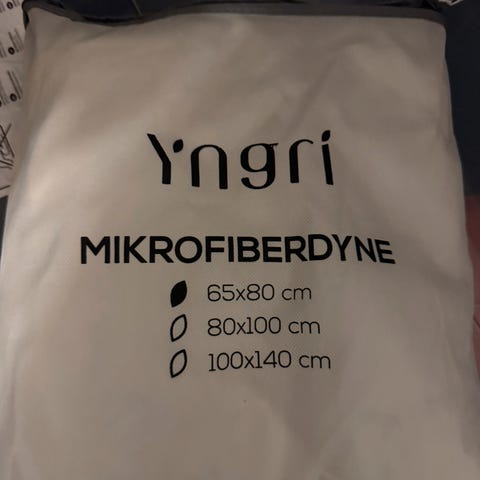 Yngri
MIKROFIBERDYNE
65x80 cm
80x100 cm
100x140 cm